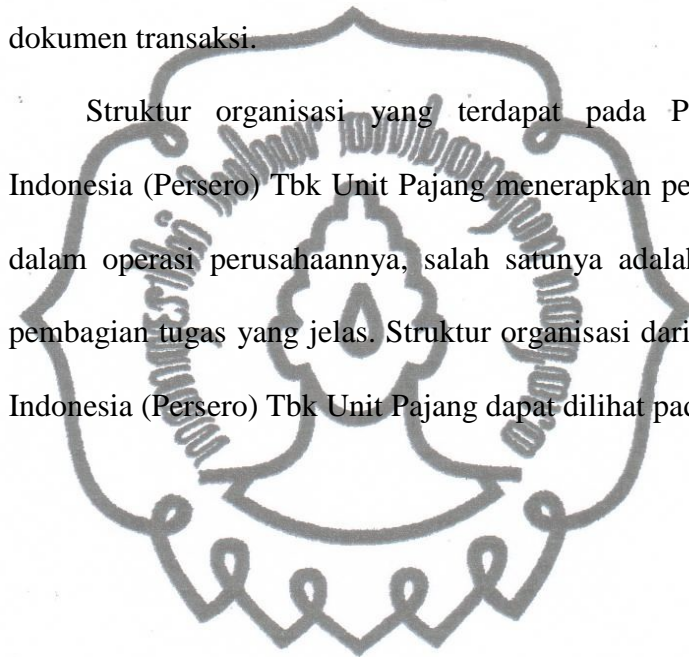 dokumen transaksi.
Struktur organisasi yang terdapat pada P
Indonesia (Persero) Tbk Unit Pajang menerapkan pe
dalam operasi perusahaannya, salah satunya adalah
pembagian tugas yang jelas. Struktur organisasi dari
Indonesia (Persero) Tbk Unit Pajang dapat dilihat pad